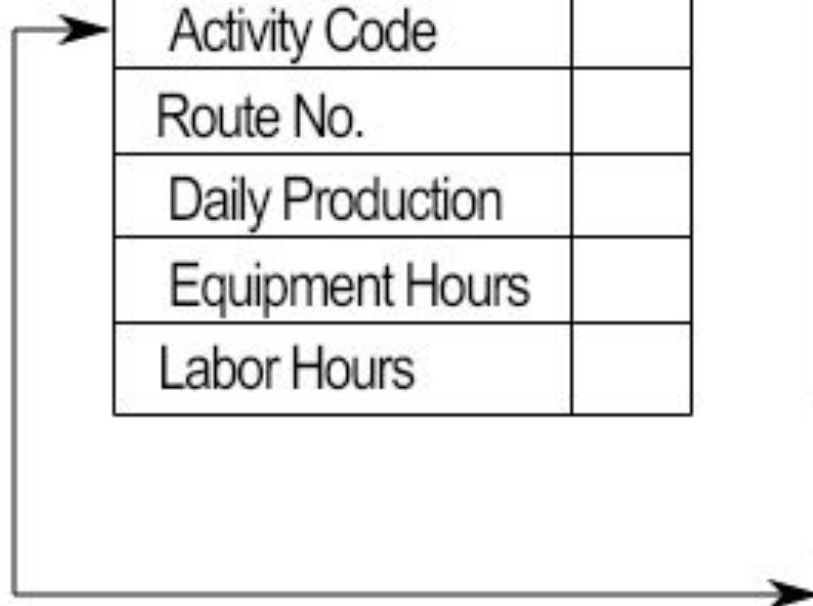 Activity Code
Route No.
Daily Production
Equipment Hours
Labor Hours